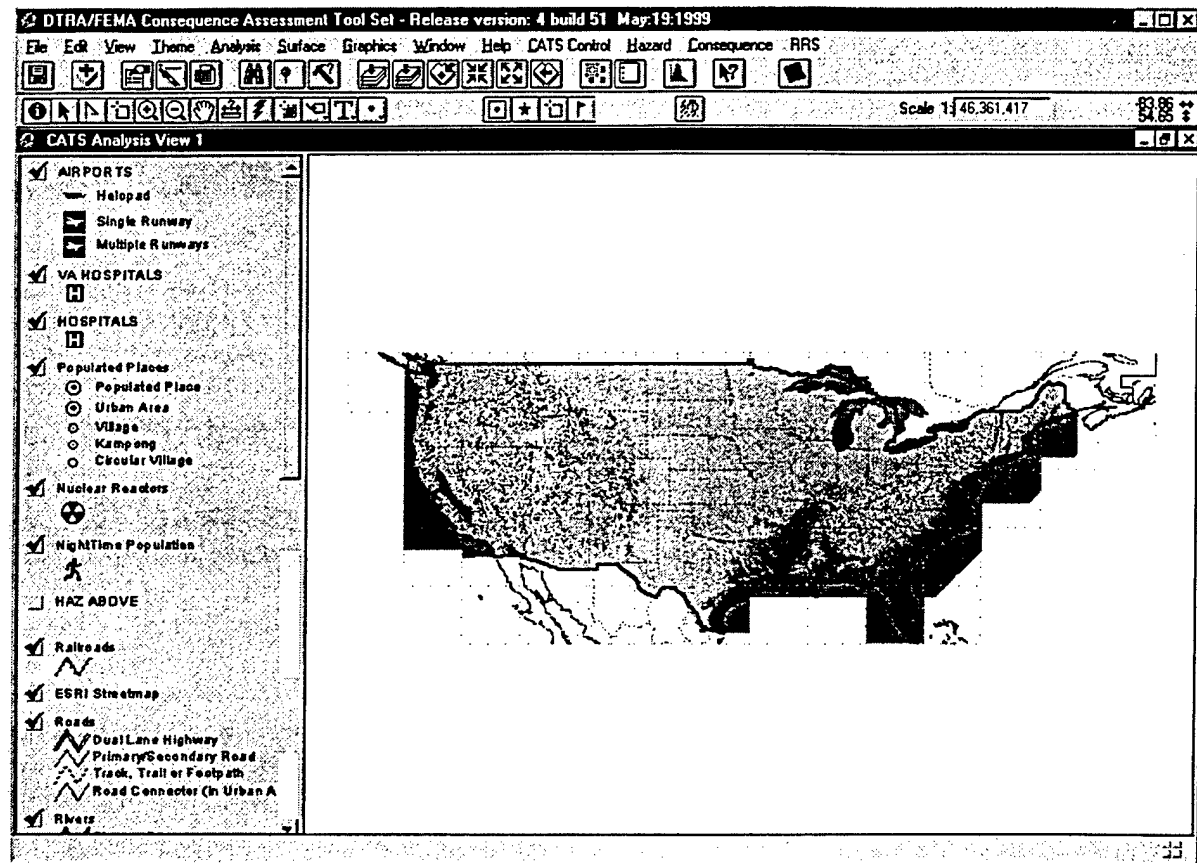 DTRA/FEMA Consequence Assessment Tool Set - Release version: 4 build 51 May:19:1999
File Edit View Theme Analysis Surface Graphics Window Help CATS Control Hazard Consequence RRS
Scale 1: 46,361,417
-83.86
54.65
CATS Analysis View 1
AIRPORTS
Helopad
Single Runway
Multiple Runways
VA HOSPITALS
H
HOSPITALS
H
Populated Places
Populated Place
Urban Area
Village
Kampong
Circular Village
Nuclear Reactors
NightTime Population
HAZ ABOVE
Railroads
ESRI Streetmap
Roads
Dual Lane Highway
Primary/Secondary Road
Track, Trail or Footpath
Road Connector (In Urban A
Rivers